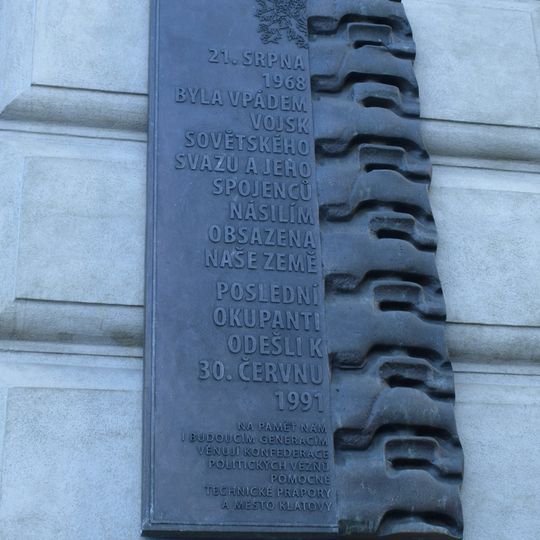 21. SRPNA
1968
BYLA VPÁDEM
VOJSK
SOVĚTSKÉHO
SVAZU A JEHO
SPOJENCŮ
NÁSILÍM
OBSAZENA
NAŠE ZEMĚ
POSLEDNÍ
OKUPANTI
ODEŠLI K
30. ČERVNU
1991
NA PAMĚŤ NÁM
I BUDOUCÍM GENERACÍM
VĚNUJÍ KONFEDERACE
POLITICKÝCH VĚZŇŮ
POMOCNÉ
TECHNICKÉ PRAPORY
A MĚSTO KLATOVY